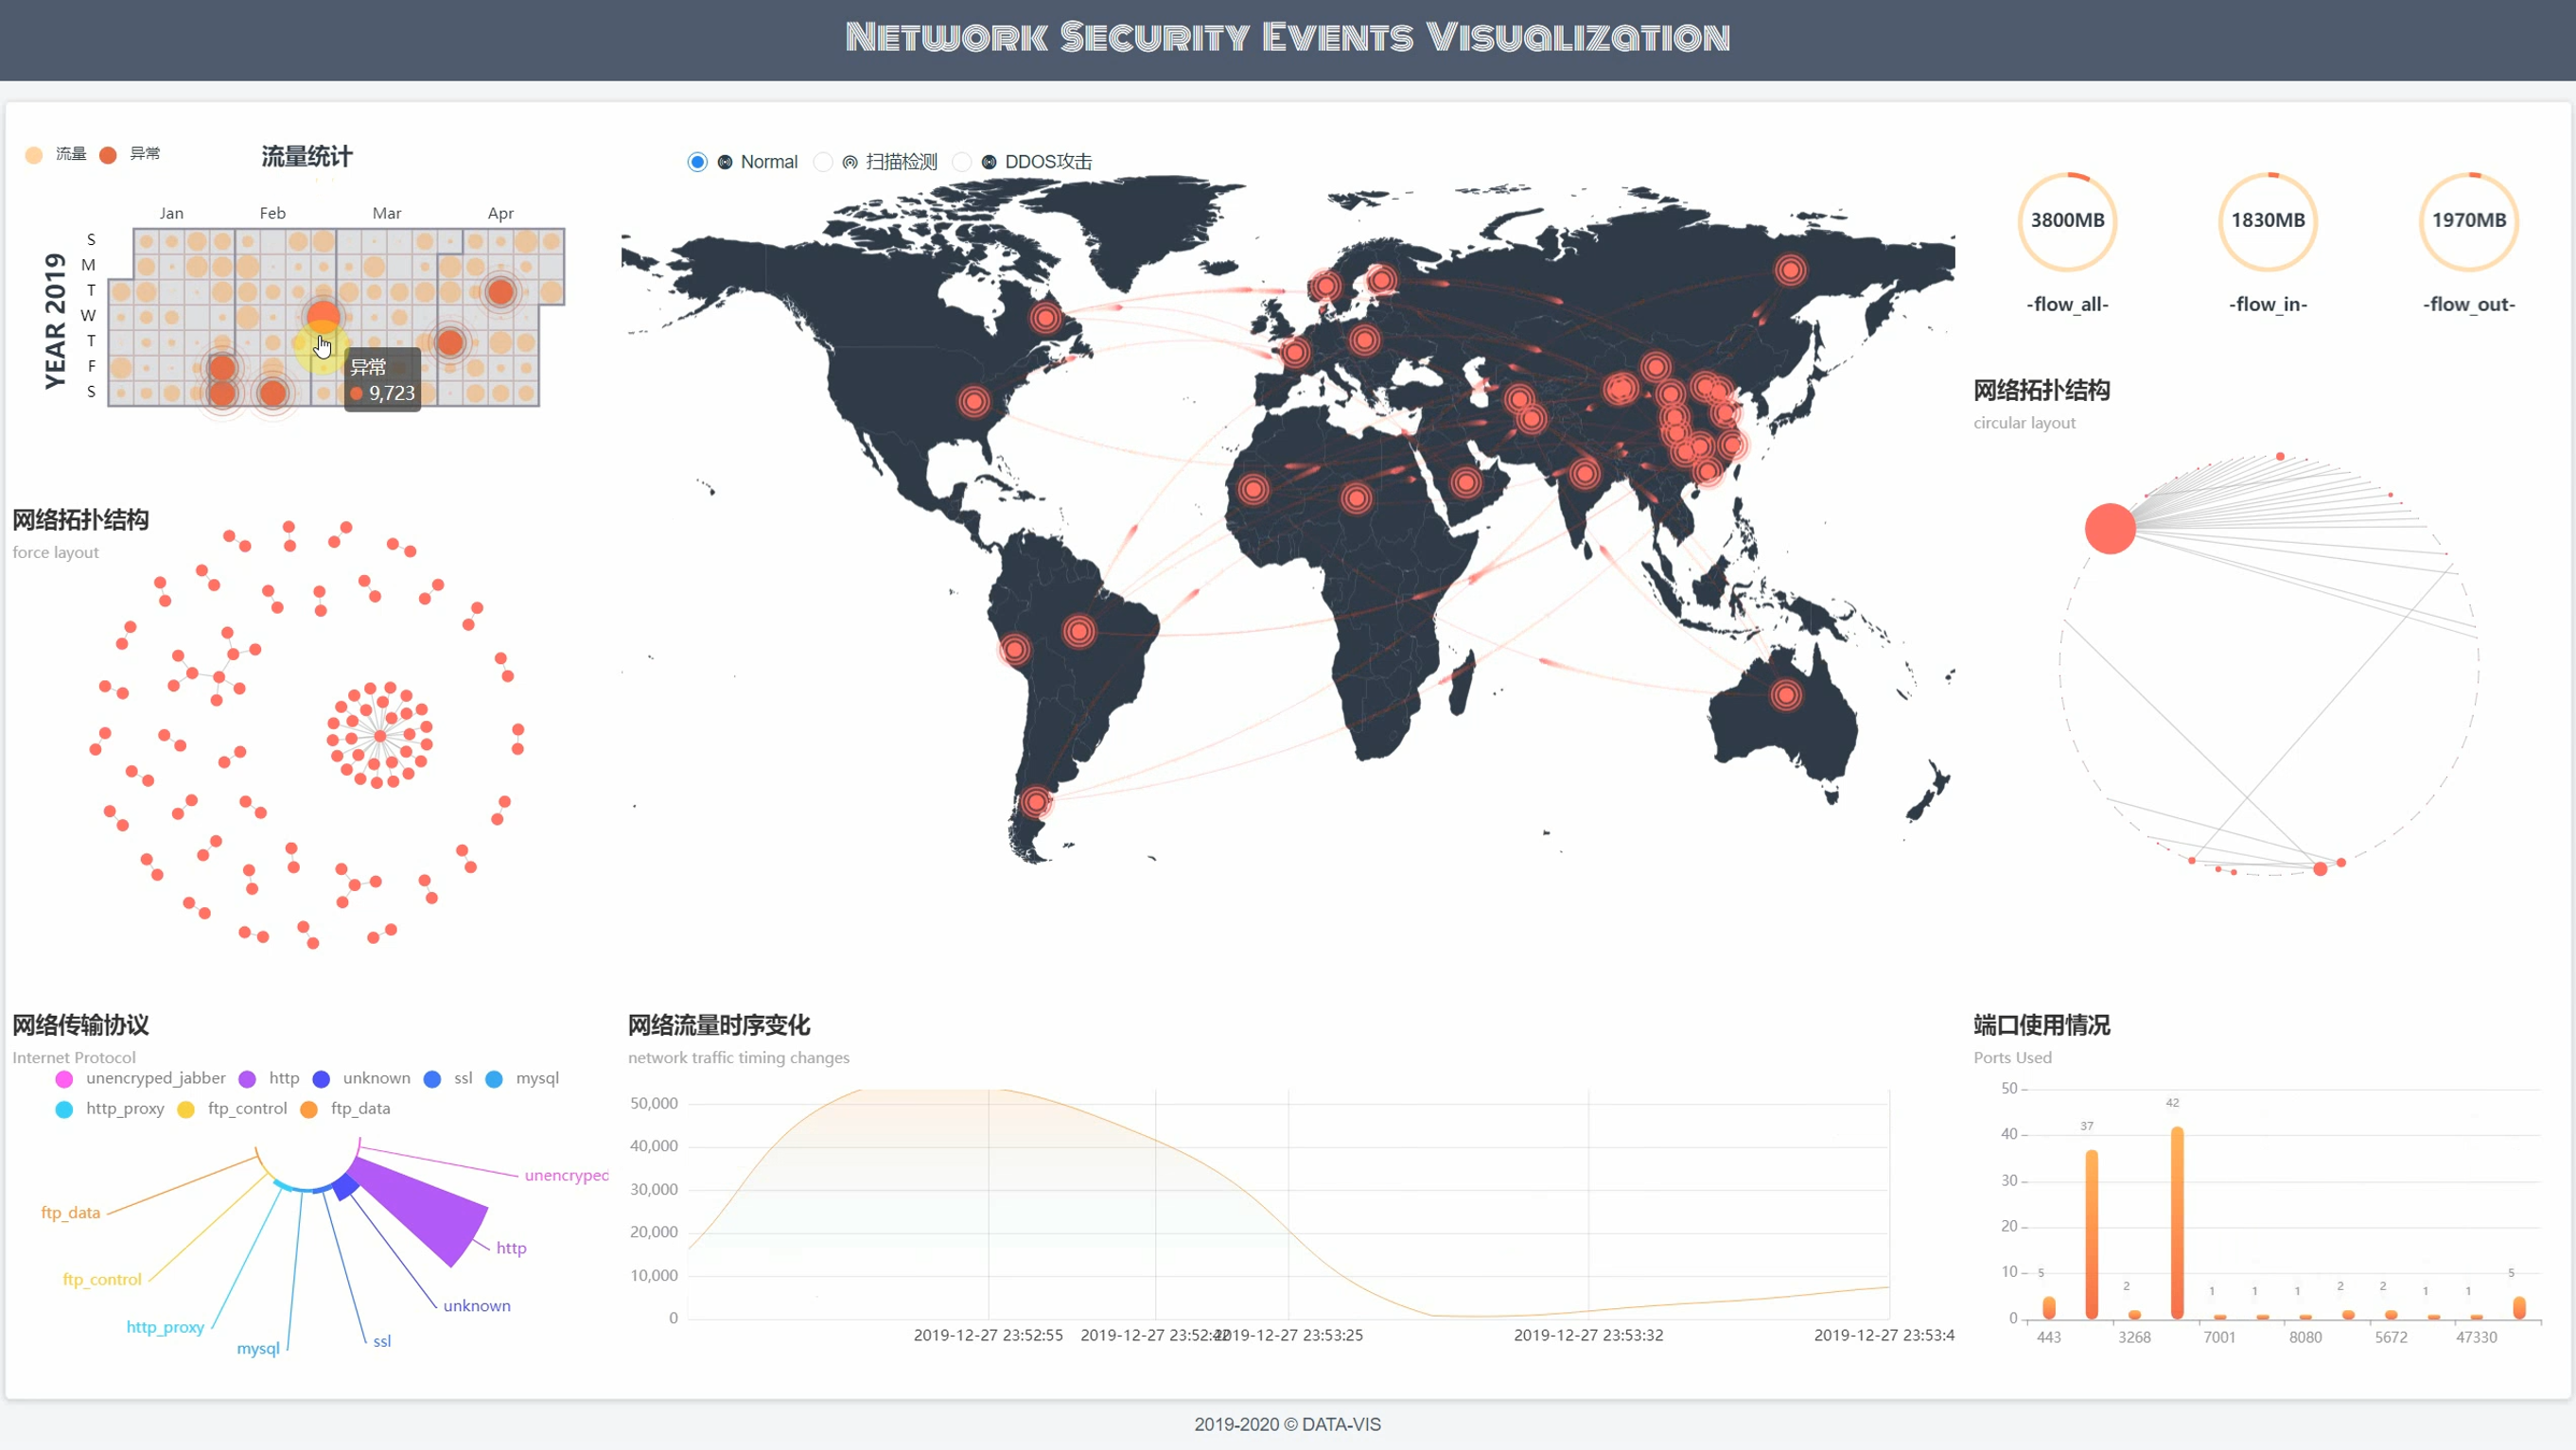 Network Security Events Visualization
流量 异常
流量统计
Jan Feb Mar Apr
YEAR 2019
S
M
T
W
T
F
S
异常
9,723
Normal 扫描检测 DDOS攻击
3800MB 1830MB 1970MB
-flow_all- -flow_in- -flow_out-
网络拓扑结构
circular layout
网络拓扑结构
force layout
网络传输协议
Internet Protocol
unencryped_jabber http unknown ssl mysql
http_proxy ftp_control ftp_data
unencryped
ftp_data
http
ftp_control
unknown
http_proxy
ssl
mysql
网络流量时序变化
network traffic timing changes
50,000
40,000
30,000
20,000
10,000
0
2019-12-27 23:52:55 2019-12-27 23:52:42 2019-12-27 23:53:25 2019-12-27 23:53:32 2019-12-27 23:53:4
端口使用情况
Ports Used
50
40
30
20
10
0
5 37 2 42 1 1 1 2 2 1 1 5
443 3268 7001 8080 5672 47330
2019-2020 © DATA-VIS